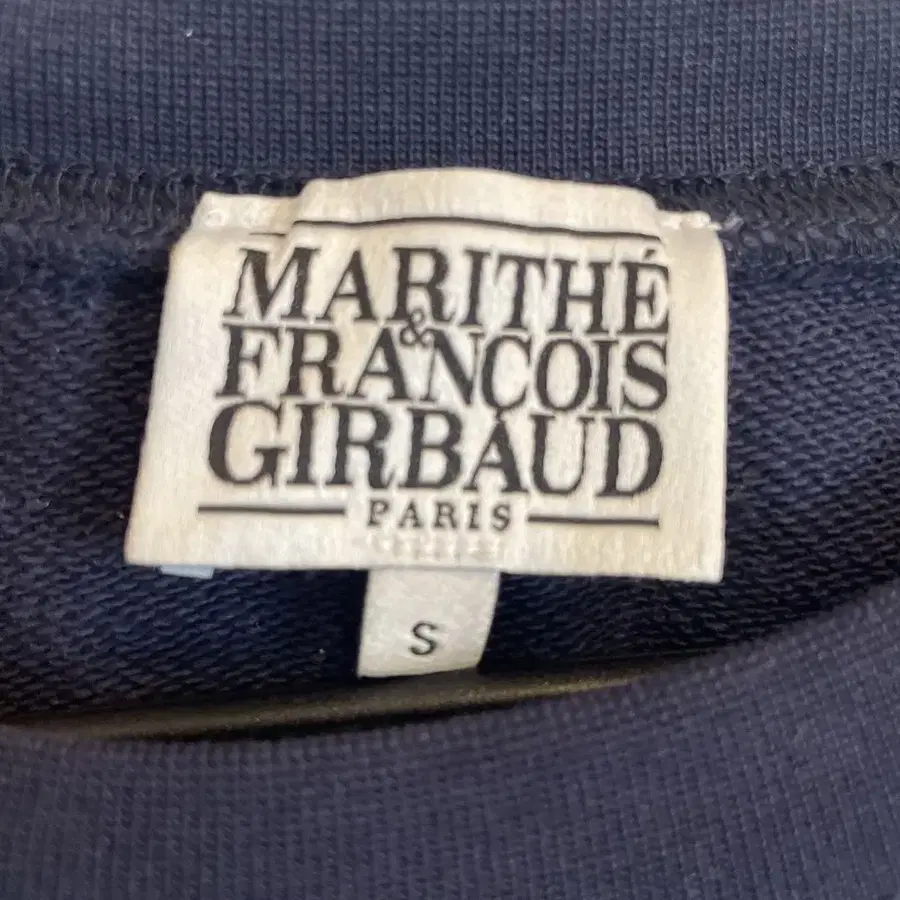 MARITHÉ
&
FRANÇOIS
GIRBAUD
PARIS
S